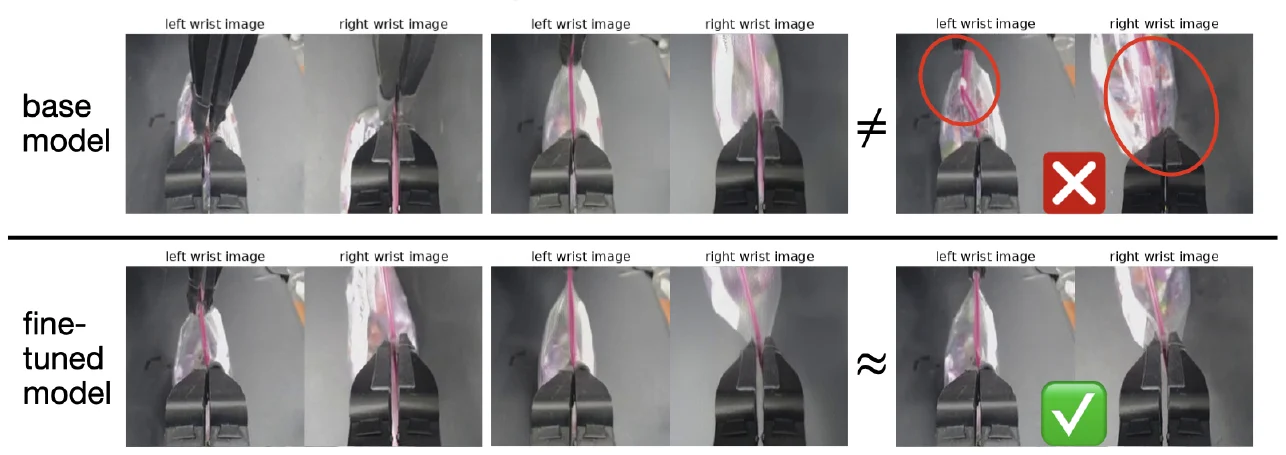 left wrist image right wrist image left wrist image right wrist image left wrist image right wrist image
base
model
≠
left wrist image right wrist image left wrist image right wrist image left wrist image right wrist image
fine-
tuned
model
≈